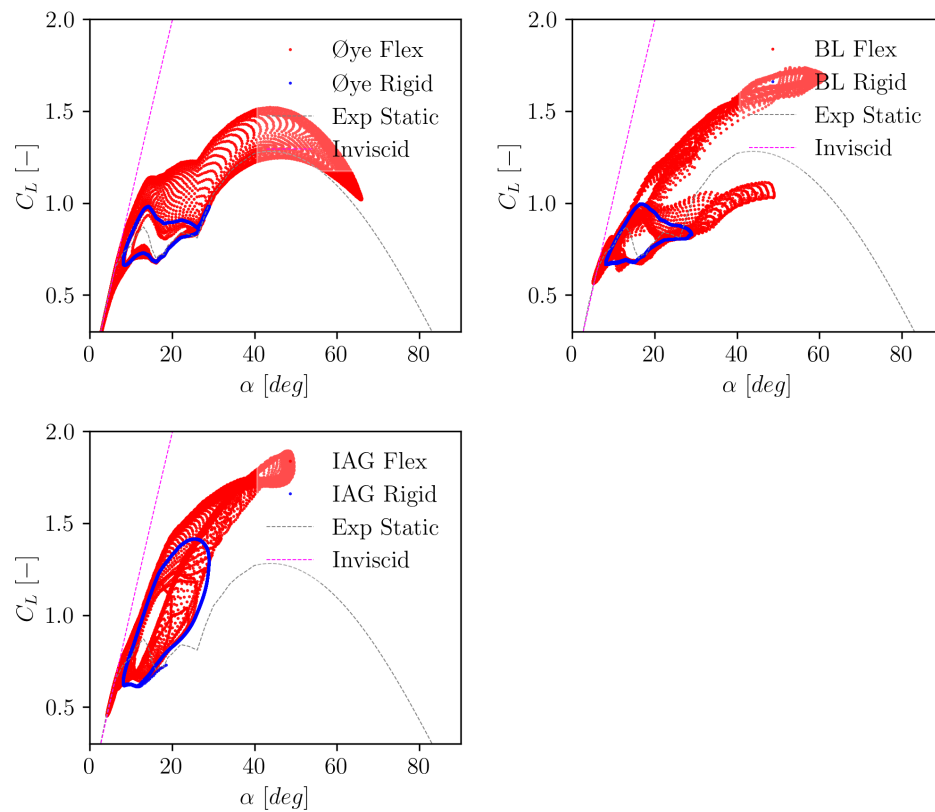 2.0
1.5
1.0
0.5
C_L [−]
0 20 40 60 80
α [deg]
Øye Flex
Øye Rigid
Exp Static
Inviscid
2.0
1.5
1.0
0.5
C_L [−]
0 20 40 60 80
α [deg]
BL Flex
BL Rigid
Exp Static
Inviscid
2.0
1.5
1.0
0.5
C_L [−]
0 20 40 60 80
α [deg]
IAG Flex
IAG Rigid
Exp Static
Inviscid